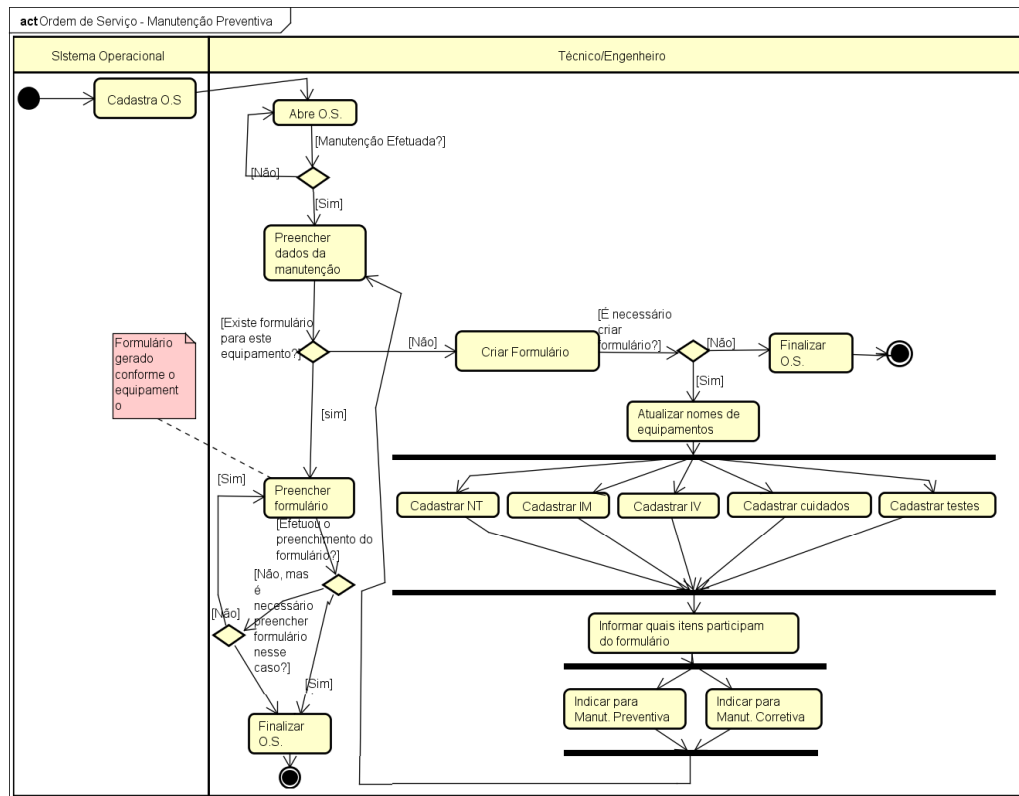 act Ordem de Serviço - Manutenção Preventiva
SIstema Operacional
Técnico/Engenheiro
Cadastra O.S
Abre O.S.
[Manutenção Efetuada?]
[Não]
[Sim]
Preencher
dados da
manutenção
[Existe formulário
para este
equipamento?]
[Não]
Criar Formulário
[É necessário
criar
formulário?]
[Não]
Finalizar
O.S.
[Sim]
Formulário
gerado
conforme o
equipament
o
[sim]
Atualizar nomes de
equipamentos
[Sim]
Preencher
formulário
Cadastrar NT
Cadastrar IM
Cadastrar IV
Cadastrar cuidados
Cadastrar testes
[Efetuou o
preenchimento do
formulário?]
[Não, mas
é
necessário
preencher
formulário
nesse
caso?]
[Não]
[Sim]
Informar quais itens participam
do formulário
Indicar para
Manut. Preventiva
Indicar para
Manut. Corretiva
Finalizar
O.S.